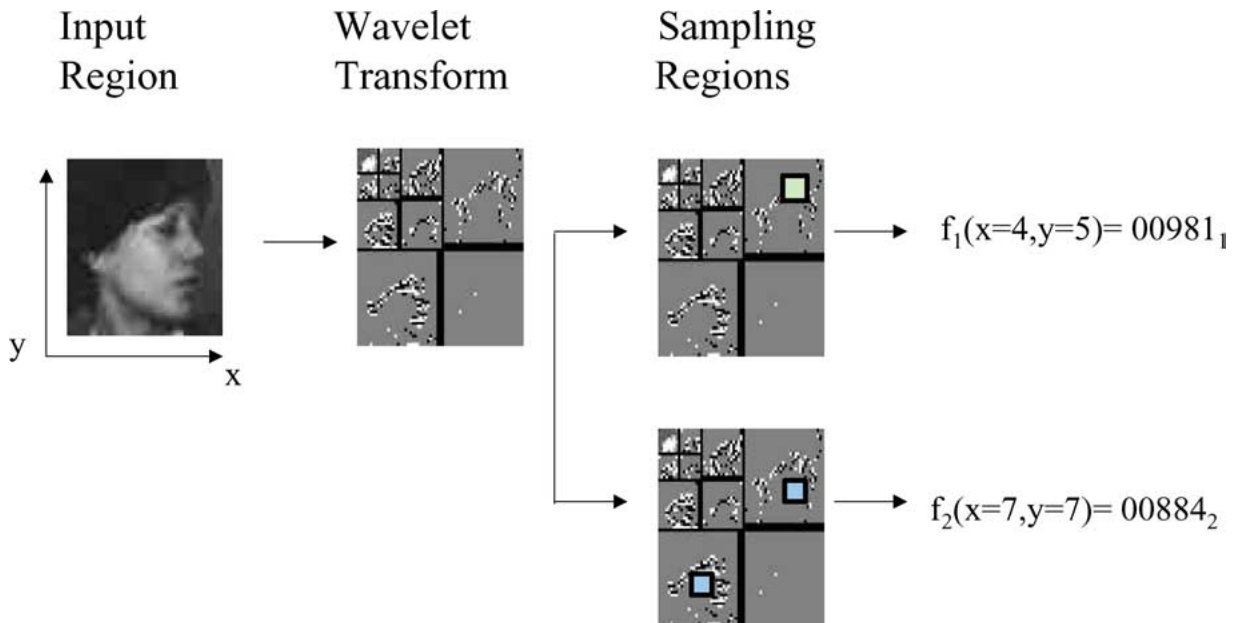 Input
Region
Wavelet
Transform
Sampling
Regions
y
x
f₁(x=4,y=5)= 00981₁
f₂(x=7,y=7)= 00884₂